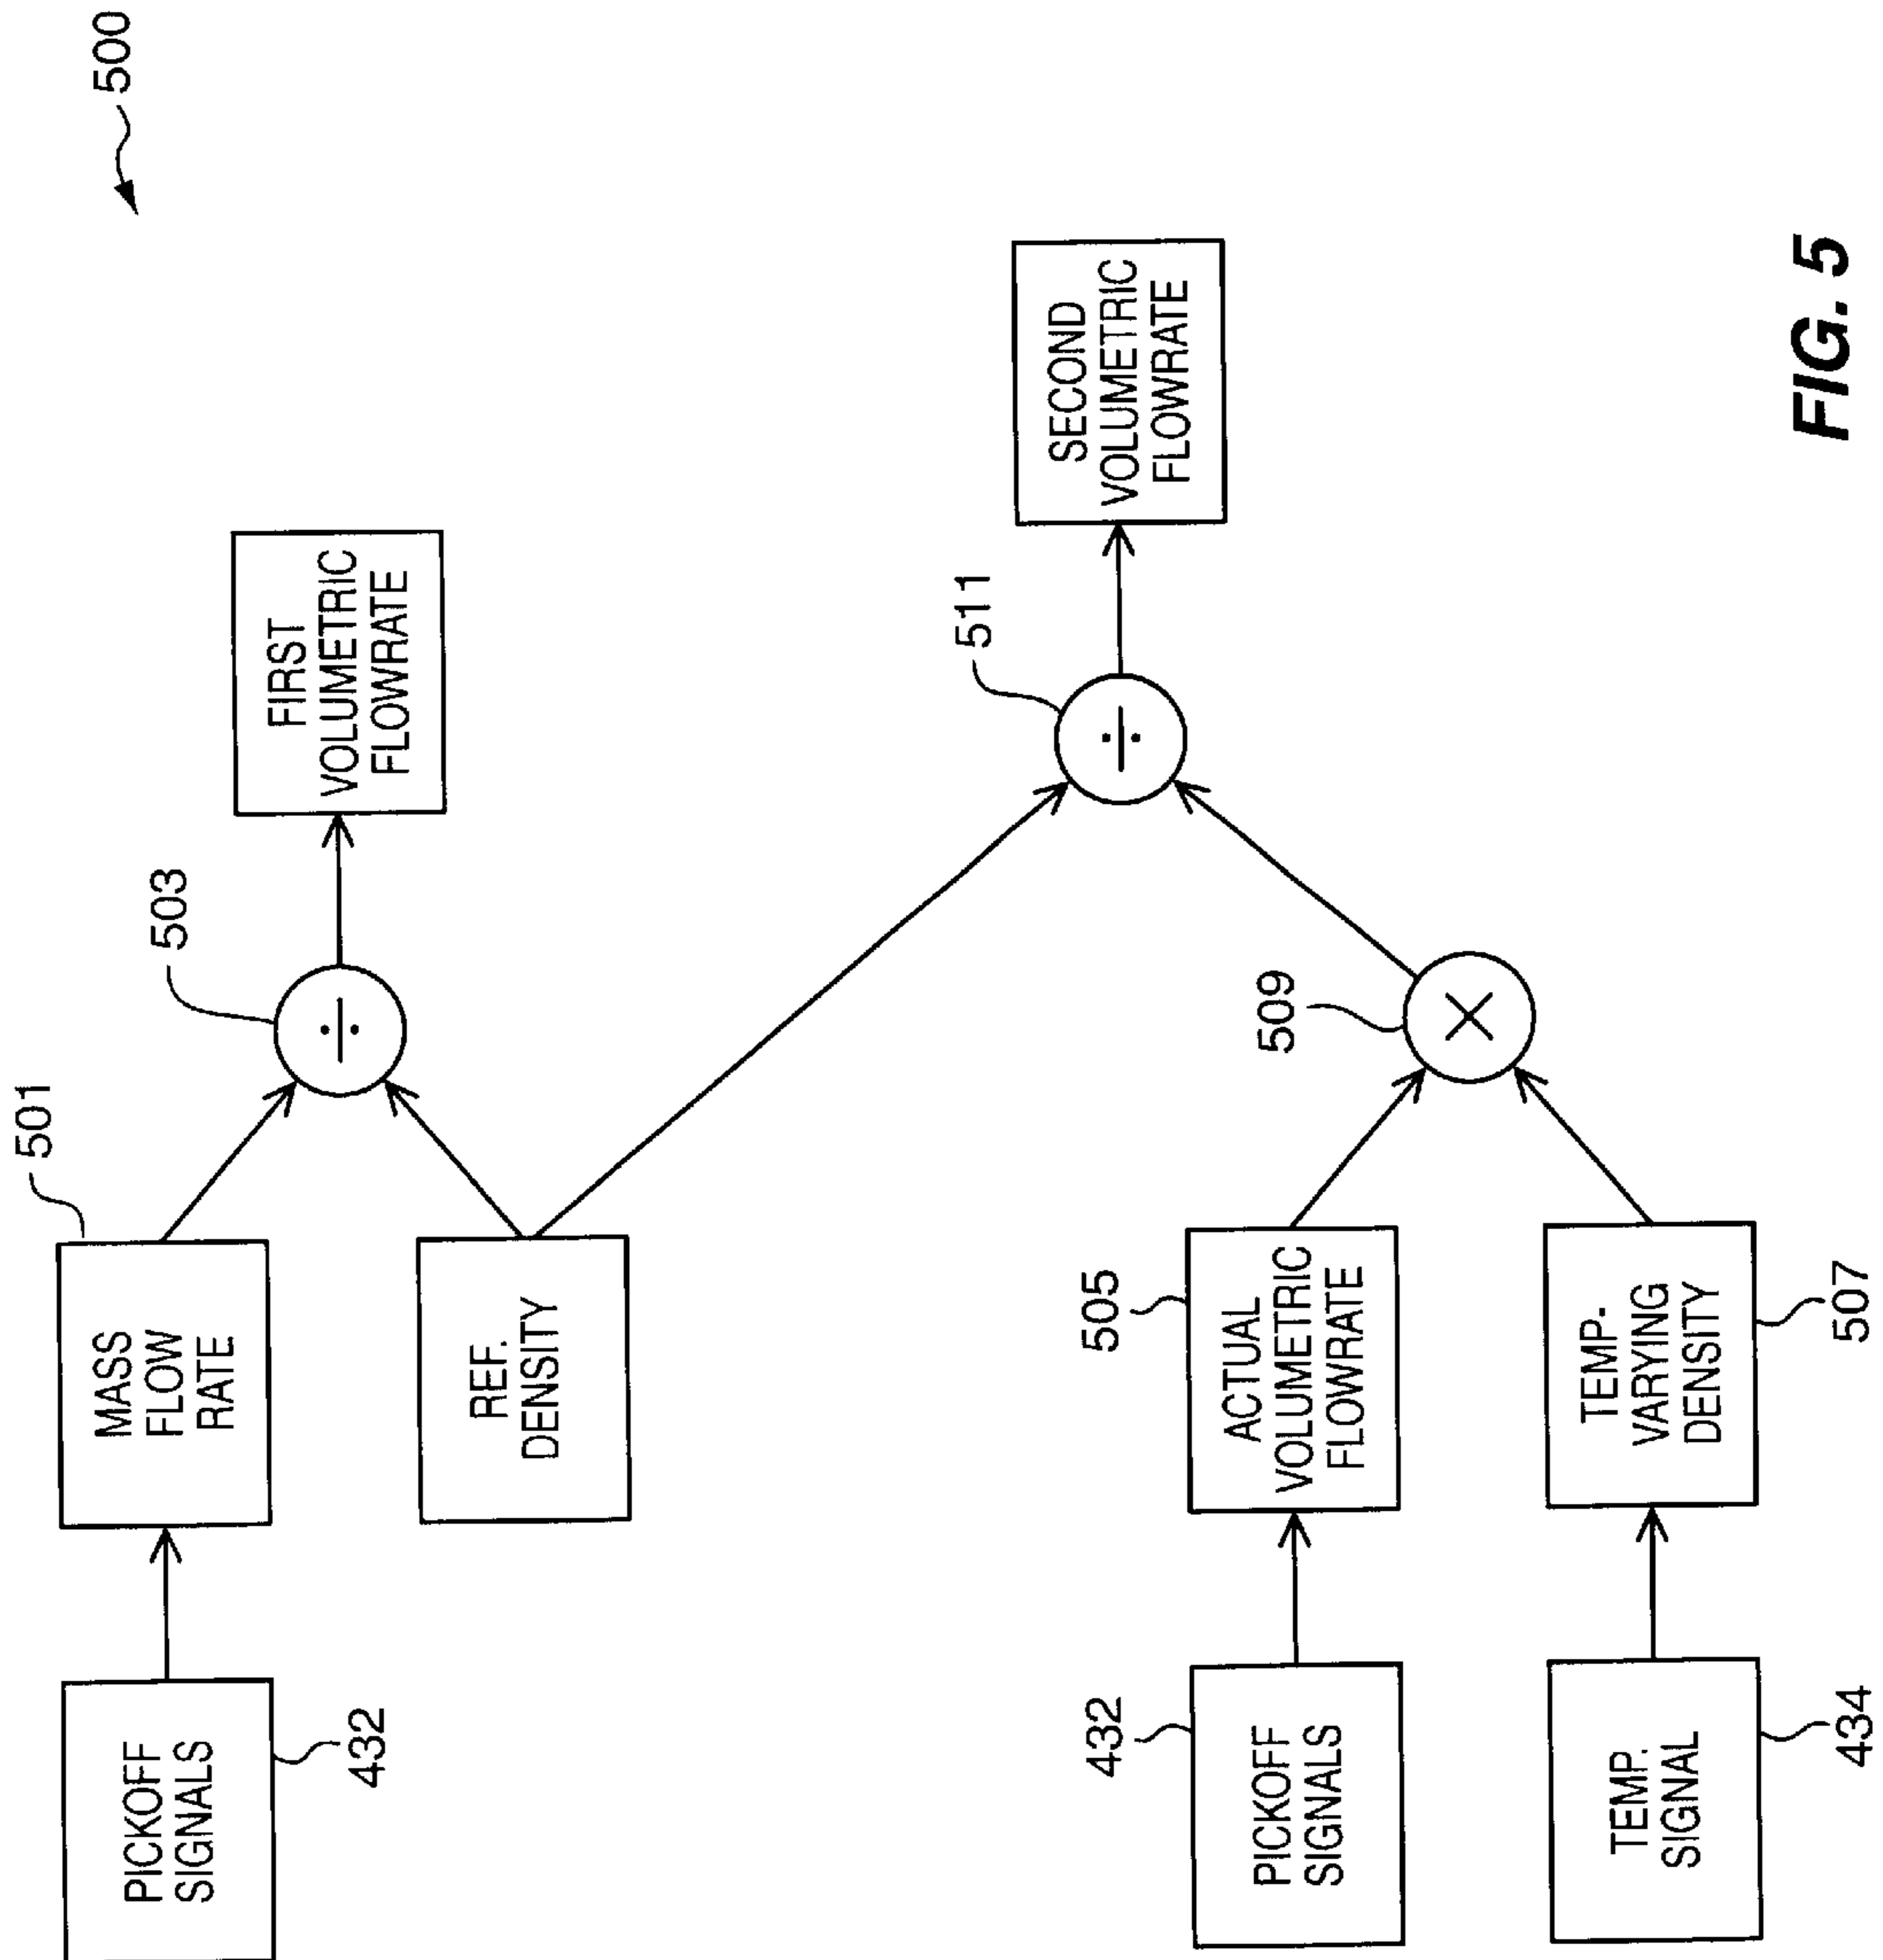 500
501
503
PICKOFF
SIGNALS
432
MASS
FLOW
RATE
÷
FIRST
VOLUMETRIC
FLOWRATE
REF.
DENSITY
511
÷
SECOND
VOLUMETRIC
FLOWRATE
432
505
509
PICKOFF
SIGNALS
ACTUAL
VOLUMETRIC
FLOWRATE
×
TEMP.
SIGNAL
434
TEMP.-
VARYING
DENSITY
507
FIG. 5